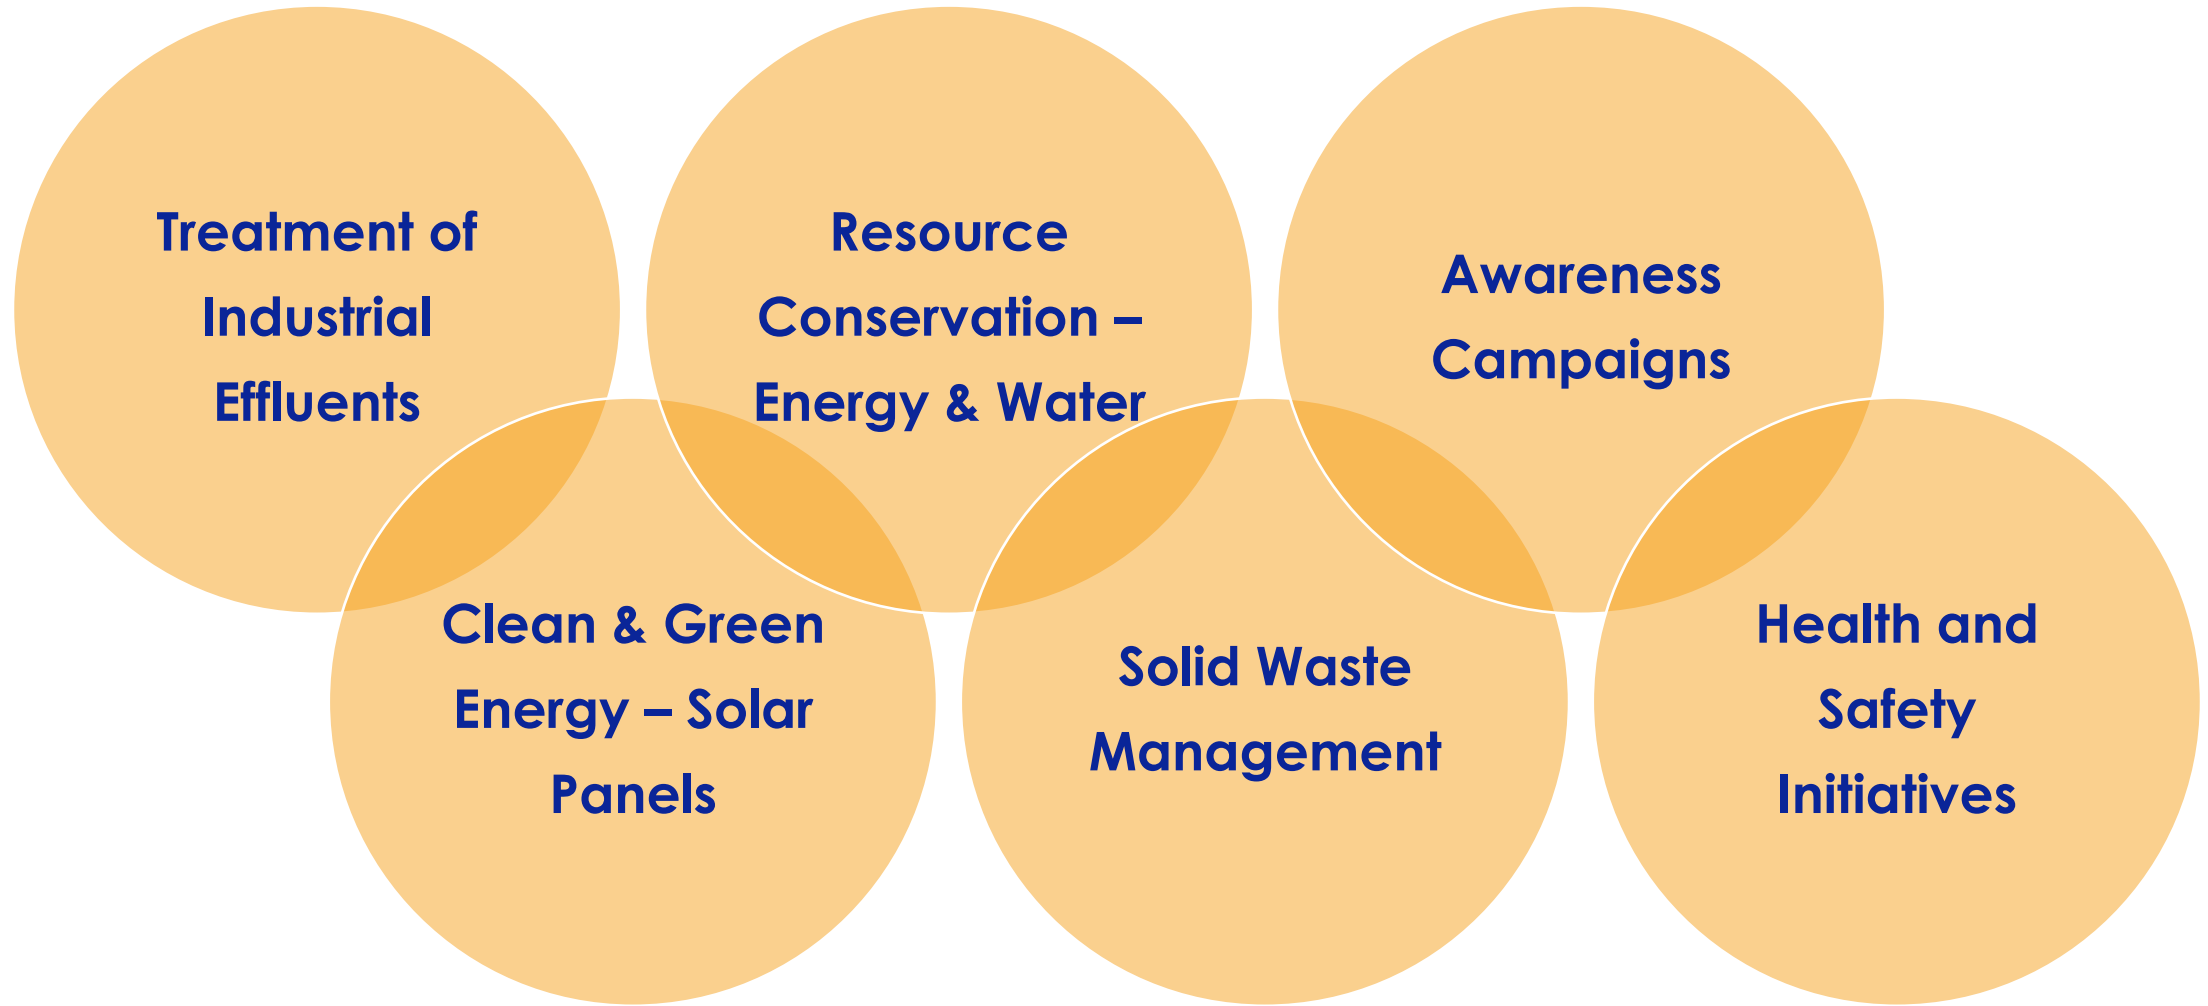 Treatment of
Industrial
Effluents
Clean & Green
Energy – Solar
Panels
Resource
Conservation –
Energy & Water
Solid Waste
Management
Awareness
Campaigns
Health and
Safety
Initiatives